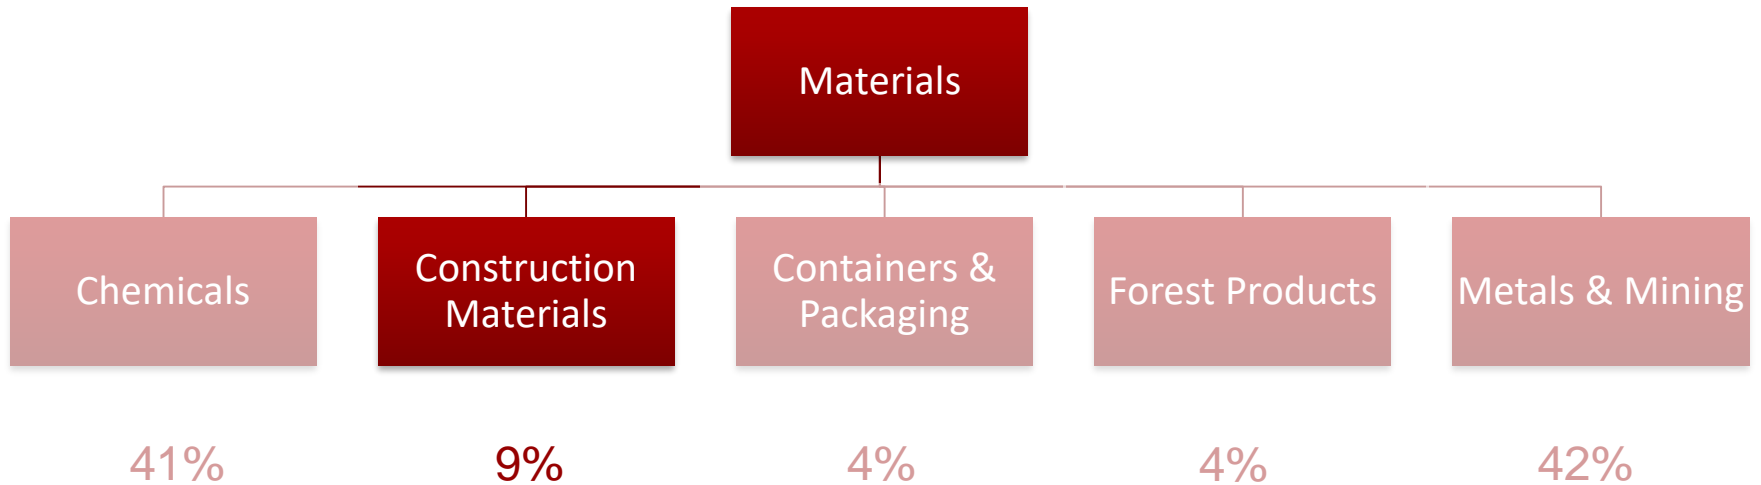 Materials
Chemicals
Construction
Materials
Containers &
Packaging
Forest Products
Metals & Mining
41%
9%
4%
4%
42%